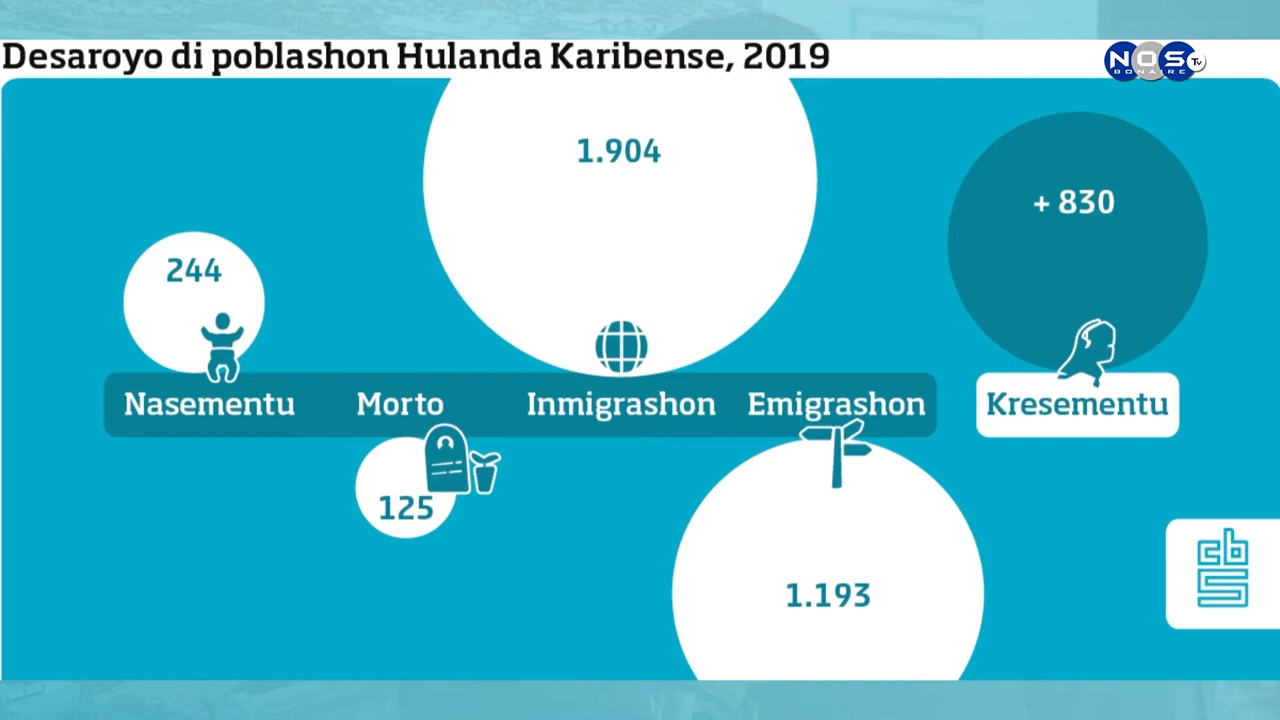 Desaroyo di poblashon Hulanda Karibense, 2019
NOS Tv
BONAIRE
1.904
+ 830
244
Nasementu Morto Inmigrashon Emigrashon Kresementu
125
1.193
cbs